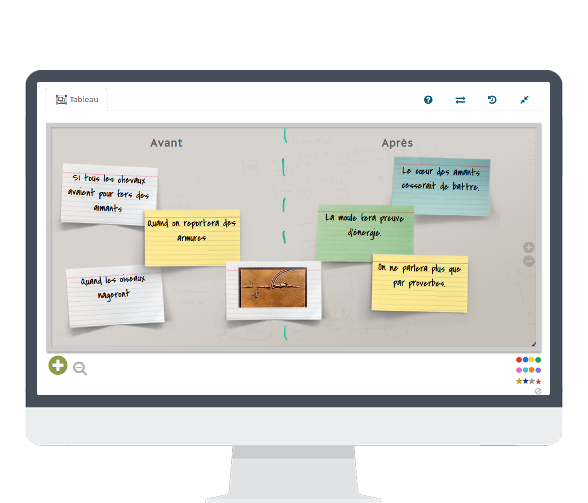 Tableau
Avant
Après
Si tous les chevaux
avaient pour fers des
aimants
Quand on reportera des
armures
Quand les oiseaux
nageront
Le cœur des amants
cesserait de battre.
La moule fera preuve
d'énergie.
On ne parlera plus que
par proverbes.